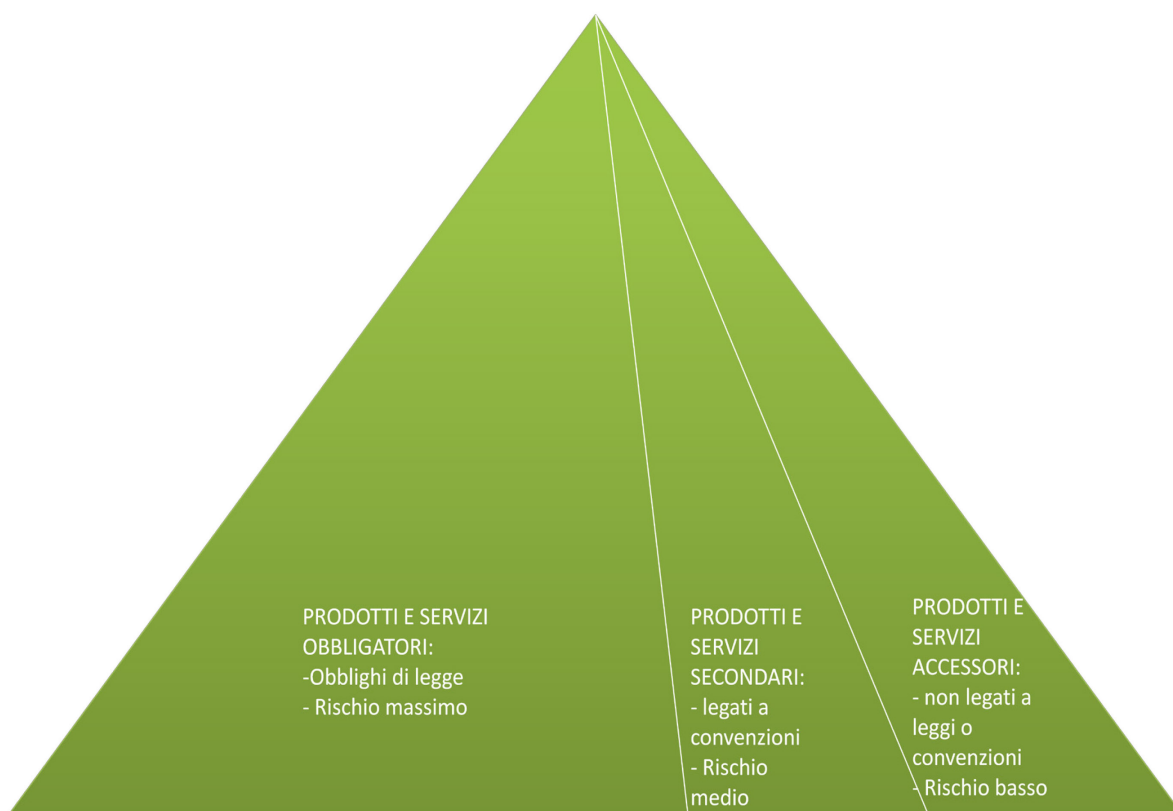 PRODOTTI E SERVIZI
OBBLIGATORI:
-Obblighi di legge
- Rischio massimo
PRODOTTI E
SERVIZI
SECONDARI:
- legati a
convenzioni
- Rischio
medio
PRODOTTI E
SERVIZI
ACCESSORI:
- non legati a
leggi o
convenzioni
- Rischio basso